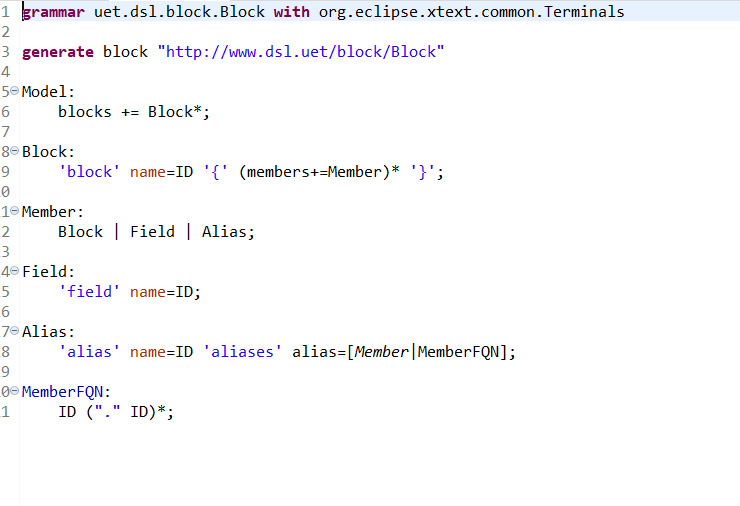 1 grammar uet.dsl.block.Block with org.eclipse.xtext.common.Terminals
2
3 generate block "http://www.dsl.uet/block/Block"
4
5 Model:
6 blocks += Block*;
7
8 Block:
9 'block' name=ID '{' (members+=Member)* '}';
0
1 Member:
2 Block | Field | Alias;
3
4 Field:
5 'field' name=ID;
6
7 Alias:
8 'alias' name=ID 'aliases' alias=[Member|MemberFQN];
9
0 MemberFQN:
1 ID ("." ID)*;